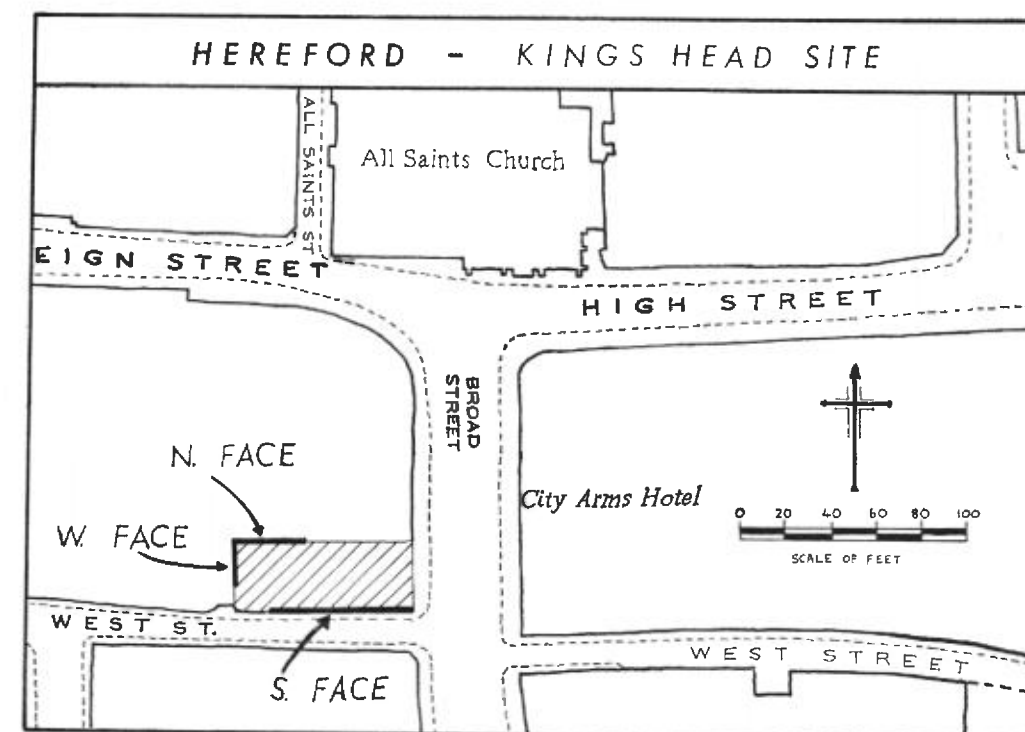 HEREFORD - KINGS HEAD SITE
ALL SAINTS ST
All Saints Church
EIGN STREET
HIGH STREET
BROAD
STREET
N. FACE
City Arms Hotel
W. FACE
0 20 40 60 80 100
SCALE OF FEET
WEST ST.
WEST STREET
S. FACE